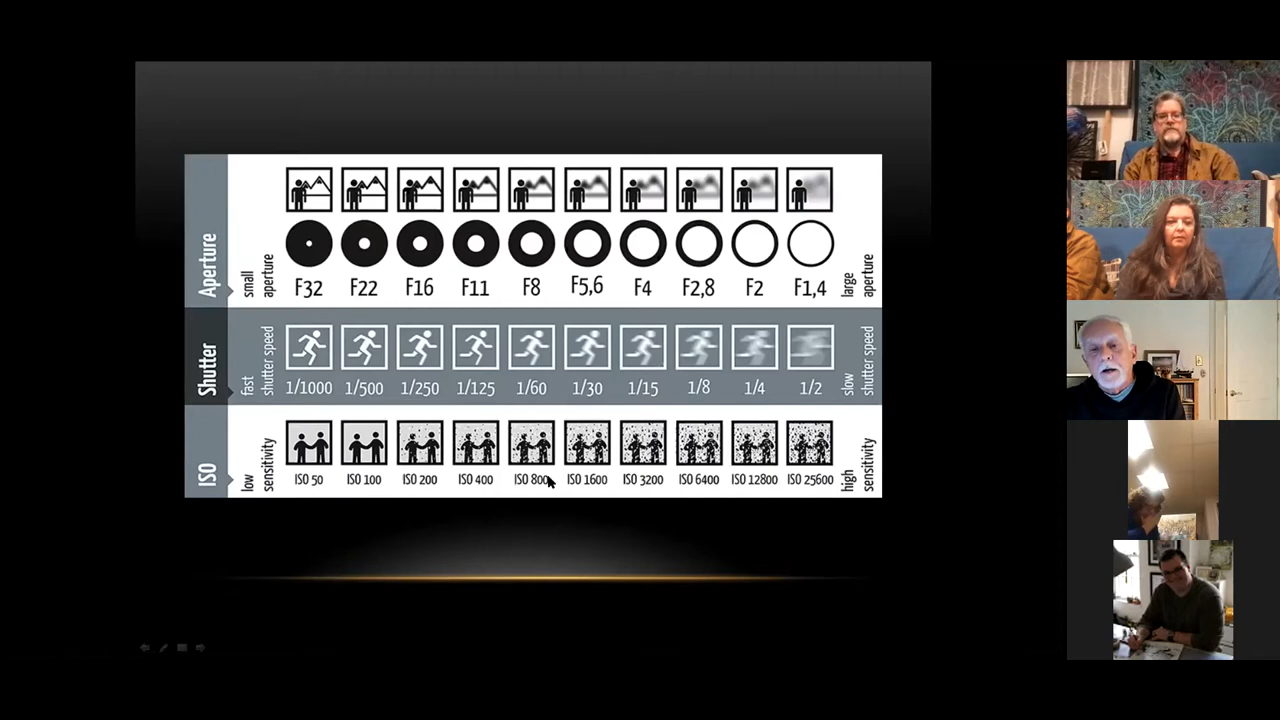 Aperture
small
aperture
F32 F22 F16 F11 F8 F5,6 F4 F2,8 F2 F1,4
large
aperture
Shutter
fast
shutter speed
1/1000 1/500 1/250 1/125 1/60 1/30 1/15 1/8 1/4 1/2
slow
shutter speed
ISO
low
sensitivity
ISO 50 ISO 100 ISO 200 ISO 400 ISO 800 ISO 1600 ISO 3200 ISO 6400 ISO 12800 ISO 25600
high
sensitivity